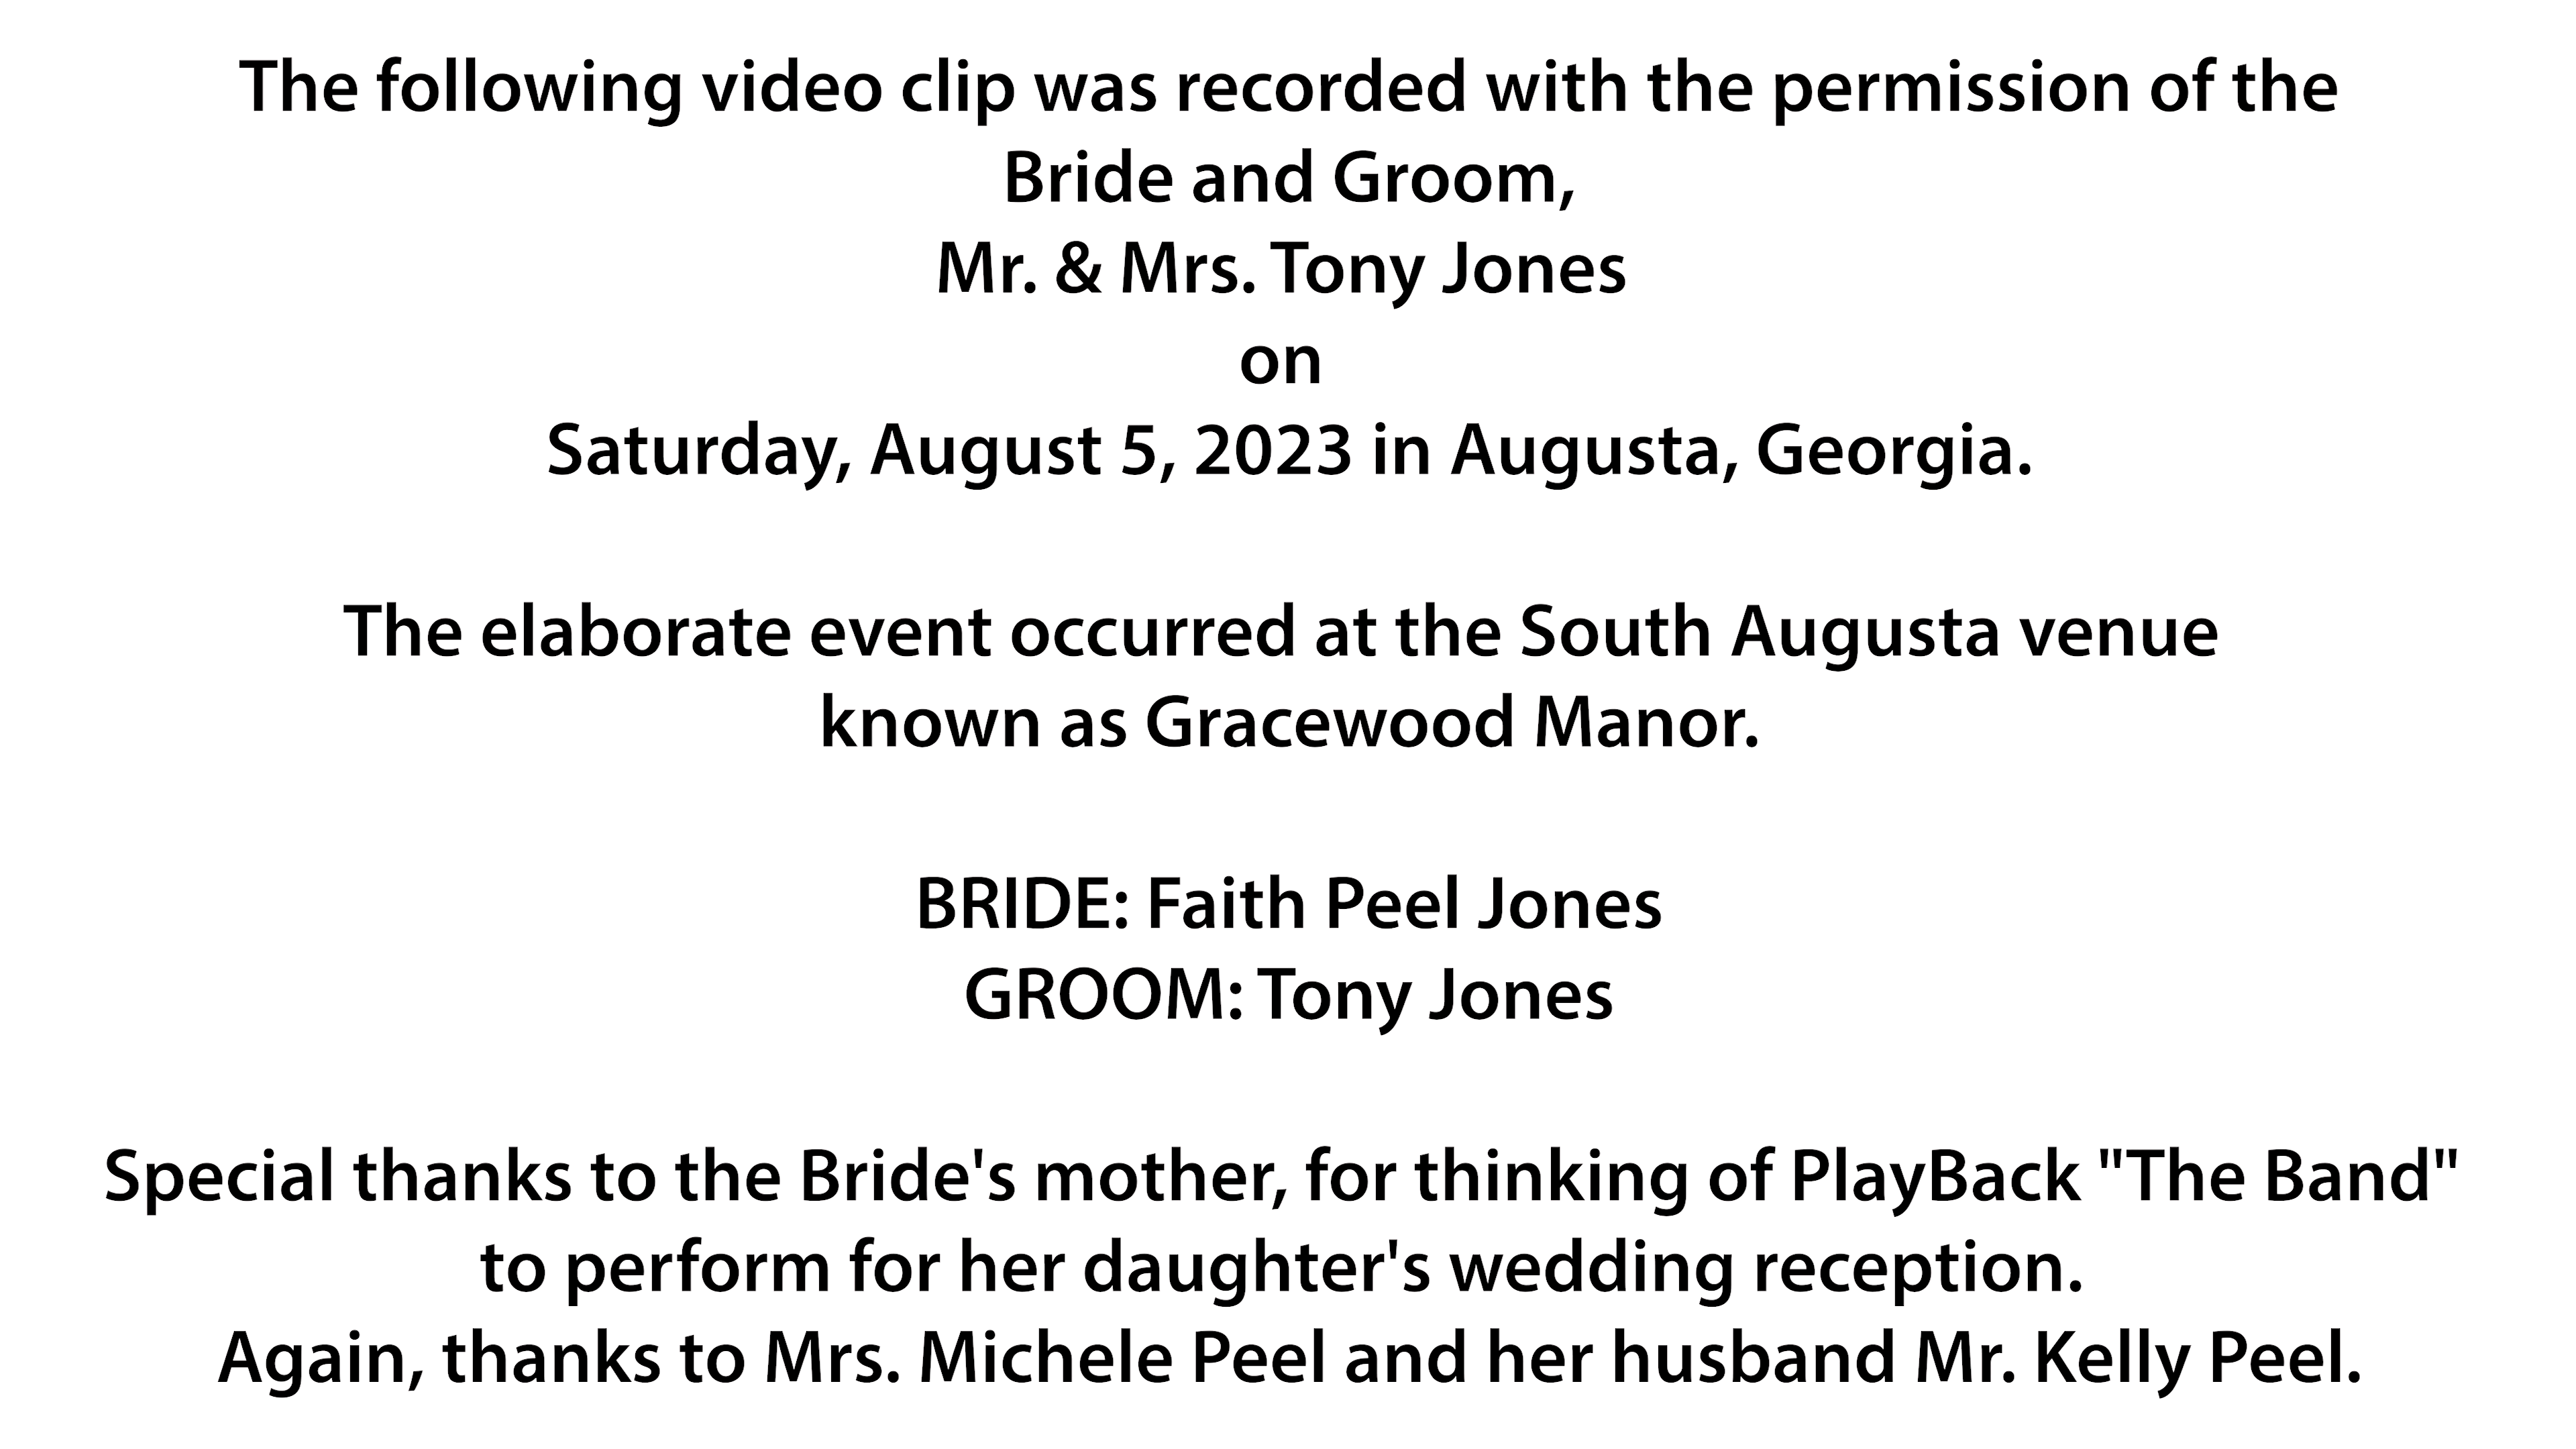 The following video clip was recorded with the permission of the
Bride and Groom,
Mr. & Mrs. Tony Jones
on
Saturday, August 5, 2023 in Augusta, Georgia.
The elaborate event occurred at the South Augusta venue
known as Gracewood Manor.
BRIDE: Faith Peel Jones
GROOM: Tony Jones
Special thanks to the Bride's mother, for thinking of PlayBack "The Band"
to perform for her daughter's wedding reception.
Again, thanks to Mrs. Michele Peel and her husband Mr. Kelly Peel.